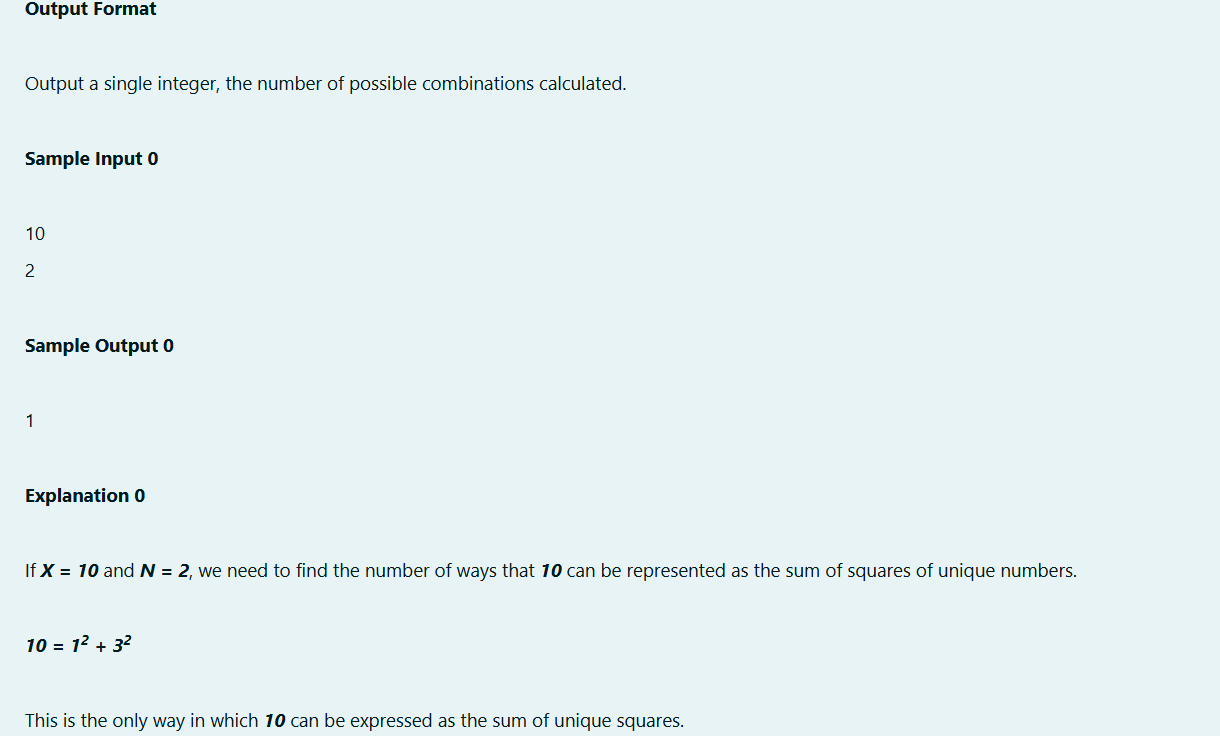 Output Format
Output a single integer, the number of possible combinations calculated.
Sample Input 0
10
2
Sample Output 0
1
Explanation 0
If X = 10 and N = 2, we need to find the number of ways that 10 can be represented as the sum of squares of unique numbers.
10 = 1² + 3²
This is the only way in which 10 can be expressed as the sum of unique squares.